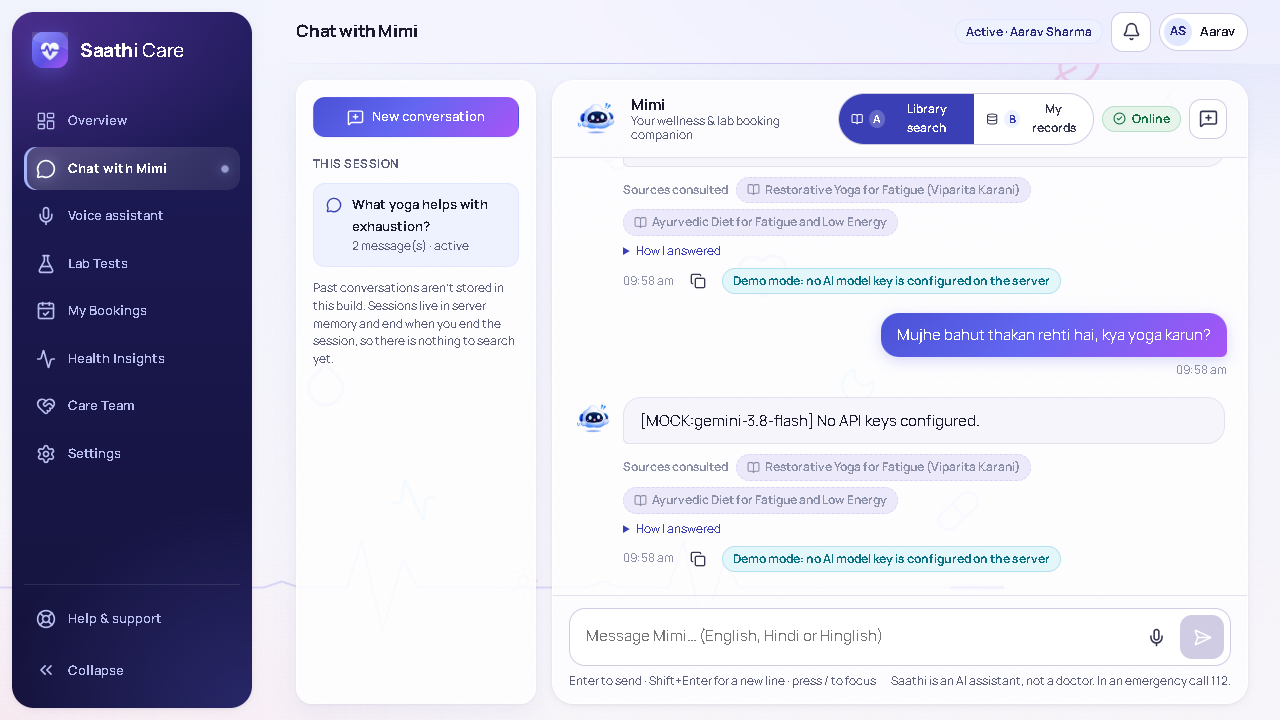 Saathi Care
Overview
Chat with Mimi
Voice assistant
Lab Tests
My Bookings
Health Insights
Care Team
Settings
Help & support
Collapse
Chat with Mimi
Active · Aarav Sharma
AS Aarav
New conversation
THIS SESSION
What yoga helps with
exhaustion?
2 message(s) · active
Past conversations aren't stored in
this build. Sessions live in server
memory and end when you end the
session, so there is nothing to search
yet.
Mimi
Your wellness & lab booking
companion
A Library
search
B My
records
Online
Sources consulted Restorative Yoga for Fatigue (Viparita Karani)
Ayurvedic Diet for Fatigue and Low Energy
How I answered
09:58 am Demo mode: no AI model key is configured on the server
Mujhe bahut thakan rehti hai, kya yoga karun?
09:58 am
[MOCK:gemini-3.8-flash] No API keys configured.
Sources consulted Restorative Yoga for Fatigue (Viparita Karani)
Ayurvedic Diet for Fatigue and Low Energy
How I answered
09:58 am Demo mode: no AI model key is configured on the server
Message Mimi... (English, Hindi or Hinglish)
Enter to send · Shift+Enter for a new line · press / to focus Saathi is an AI assistant, not a doctor. In an emergency call 112.